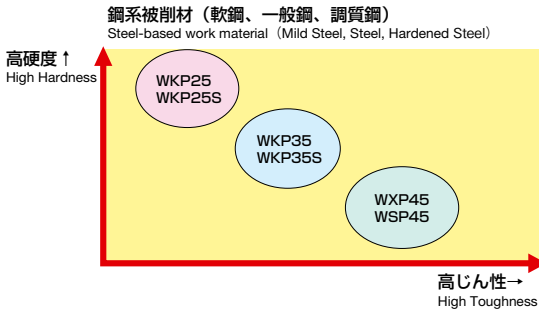 鋼系被削材（軟鋼、一般鋼、調質鋼）
Steel-based work material（Mild Steel, Steel, Hardened Steel）
高硬度↑
High Hardness
WKP25
WKP25S
WKP35
WKP35S
WXP45
WSP45
高じん性→
High Toughness